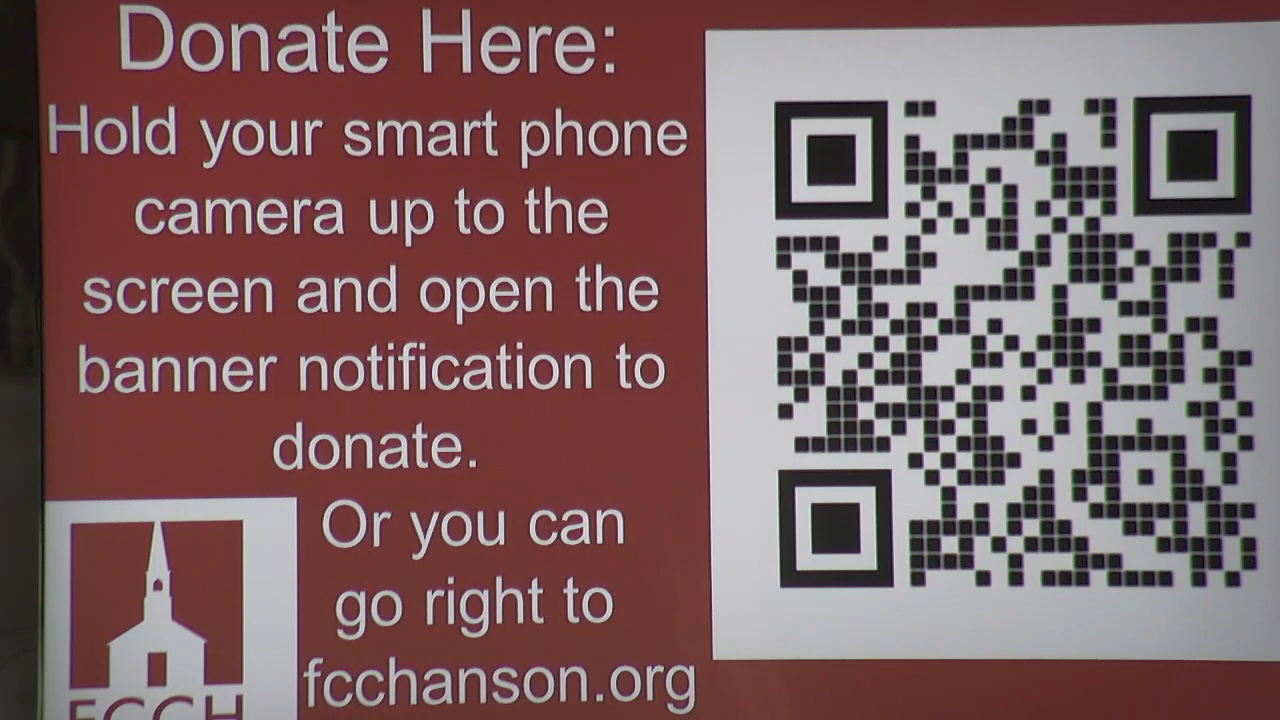 Donate Here:
Hold your smart phone
camera up to the
screen and open the
banner notification to
donate.
Or you can
go right to
fcchanson.org
FCCH